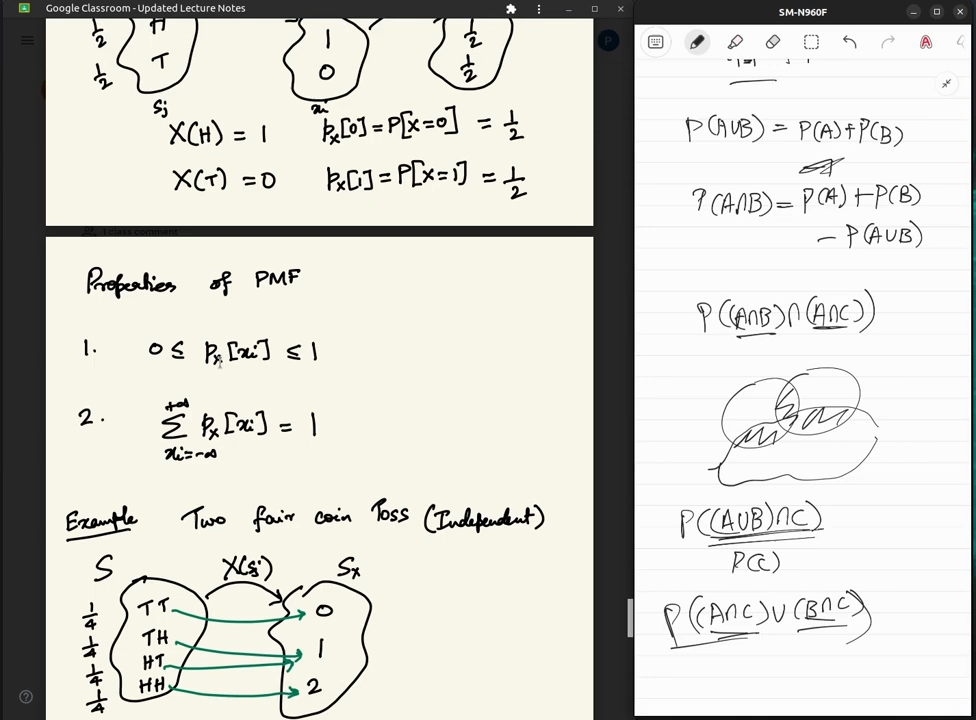 Google Classroom - Updated Lecture Notes
1/2 H 1 1/2
1/2 T 0 1/2
sj xi
X(H) = 1 px[0] = P[X=0] = 1/2
X(T) = 0 px[1] = P[X=1] = 1/2
1 class comment
Properties of PMF
1. 0 ≤ px[xi] ≤ 1
2. +∞
Σ px[xi] = 1
xi=-∞
Example Two fair coin Toss (Independent)
S X(sj) Sx
1/4 TT 0
1/4 TH 1
1/4 HT
1/4 HH 2
P
SM-N960F
A
P(A∪B) = P(A)+P(B)
P(A∩B) = P(A)+P(B)
- P(A∪B)
P((A∩B)∩(A∩C))
P((A∪B)∩C)
P(C)
P((A∩C)∪(B∩C))